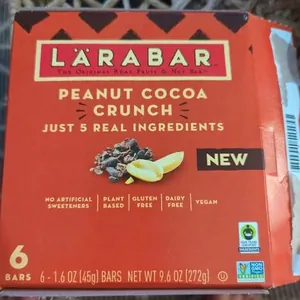 LÄRABAR
THE ORIGINAL REAL FRUIT & NUT BAR
PEANUT COCOA
CRUNCH
JUST 5 REAL INGREDIENTS
NEW
NO ARTIFICIAL SWEETENERS
PLANT BASED
GLUTEN FREE
DAIRY FREE
VEGAN
6
BARS
6 - 1.6 OZ (45g) BARS NET WT 9.6 OZ (272g)